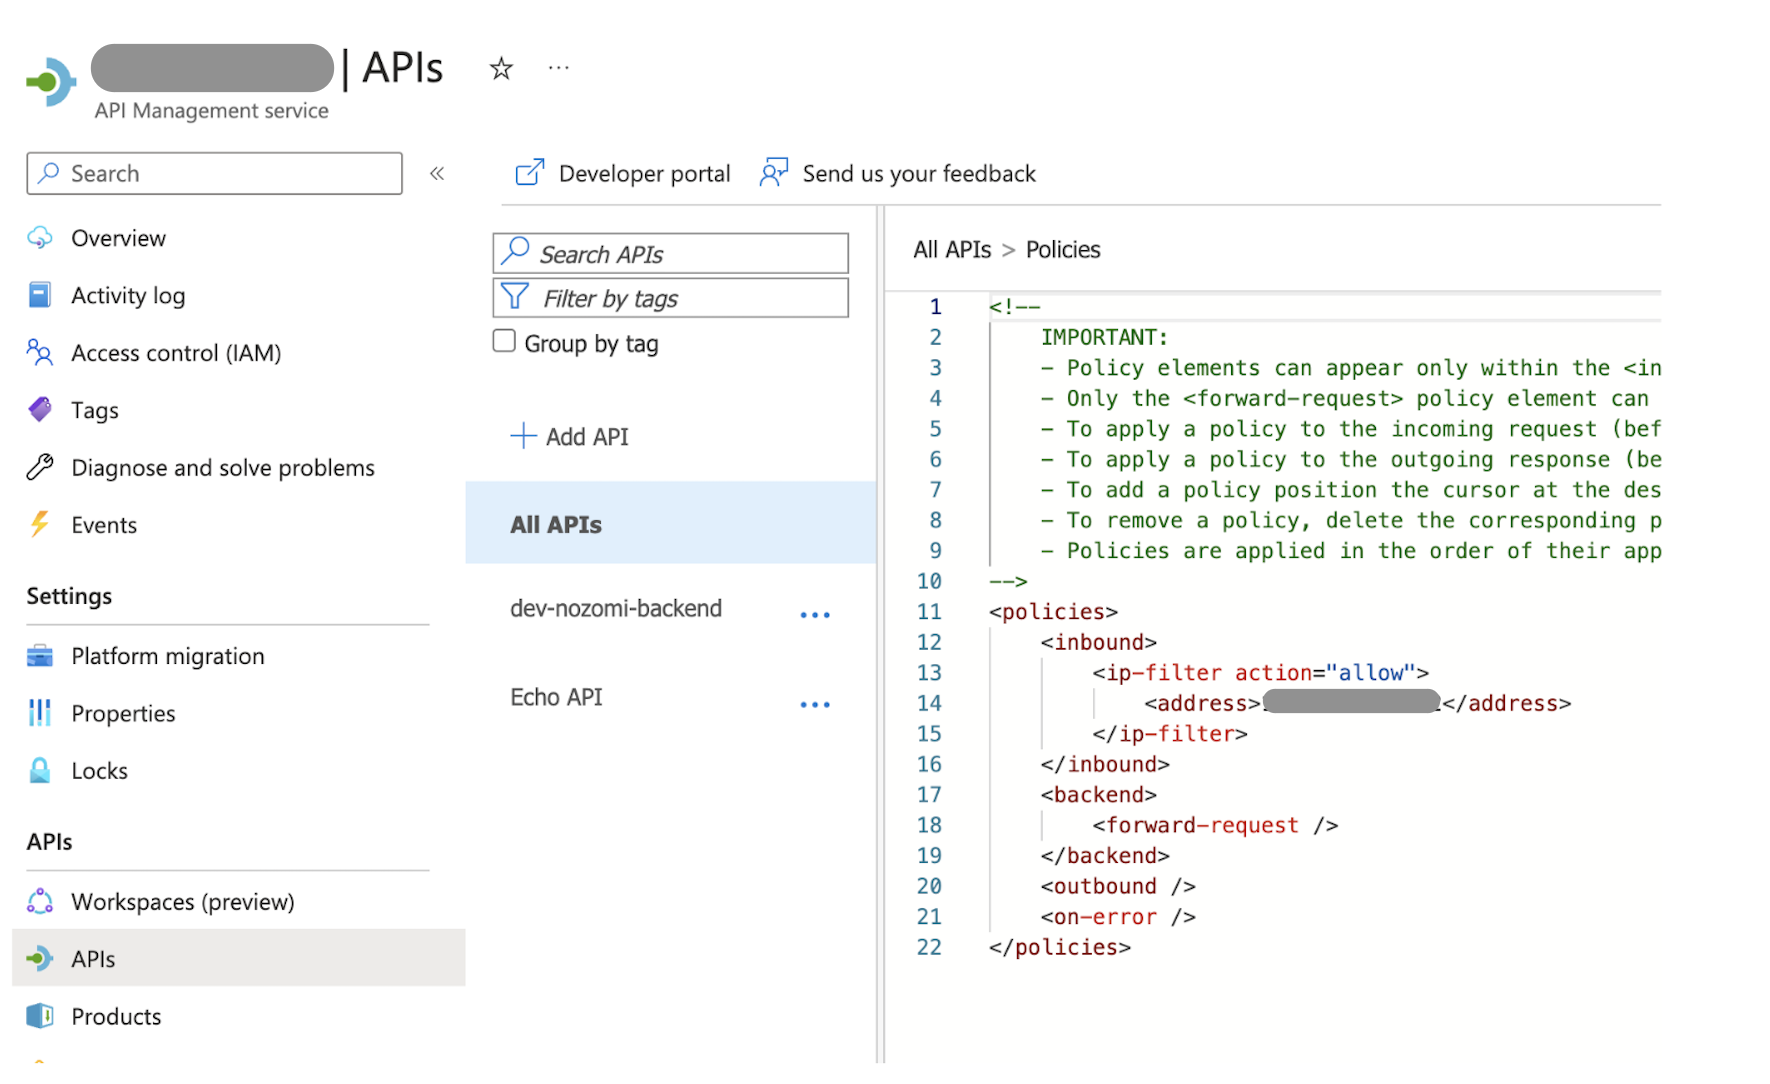 | APIs
API Management service
Search
«
Developer portal
Send us your feedback
Overview
Activity log
Access control (IAM)
Tags
Diagnose and solve problems
Events
Settings
Platform migration
Properties
Locks
APIs
Workspaces (preview)
APIs
Products
Search APIs
Filter by tags
Group by tag
+ Add API
All APIs
dev-nozomi-backend
Echo API
All APIs > Policies
1 <!--
2 IMPORTANT:
3 - Policy elements can appear only within the <in
4 - Only the <forward-request> policy element can
5 - To apply a policy to the incoming request (bef
6 - To apply a policy to the outgoing response (be
7 - To add a policy position the cursor at the des
8 - To remove a policy, delete the corresponding p
9 - Policies are applied in the order of their app
10 -->
11 <policies>
12 <inbound>
13 <ip-filter action="allow">
14 <address></address>
15 </ip-filter>
16 </inbound>
17 <backend>
18 <forward-request />
19 </backend>
20 <outbound />
21 <on-error />
22 </policies>